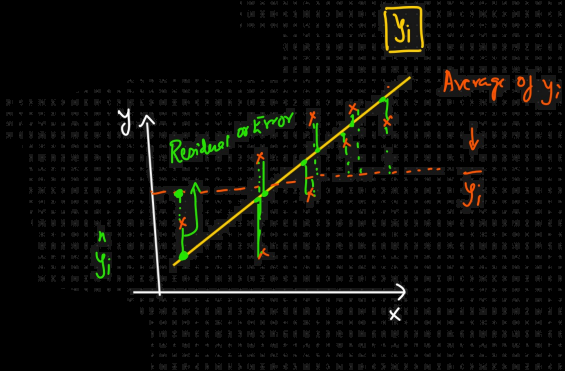 yi
Average of yi
y
Residual or Error
ȳi
ŷi
x